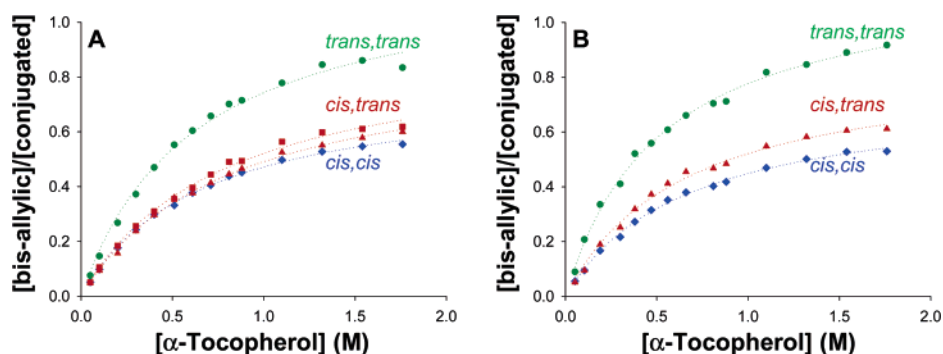 A
[bis-allylic]/[conjugated]
1.0
0.8
0.6
0.4
0.2
0.0
trans,trans
cis,trans
cis,cis
0.0 0.5 1.0 1.5 2.0
[α-Tocopherol] (M)
B
[bis-allylic]/[conjugated]
1.0
0.8
0.6
0.4
0.2
0.0
trans,trans
cis,trans
cis,cis
0.0 0.5 1.0 1.5 2.0
[α-Tocopherol] (M)